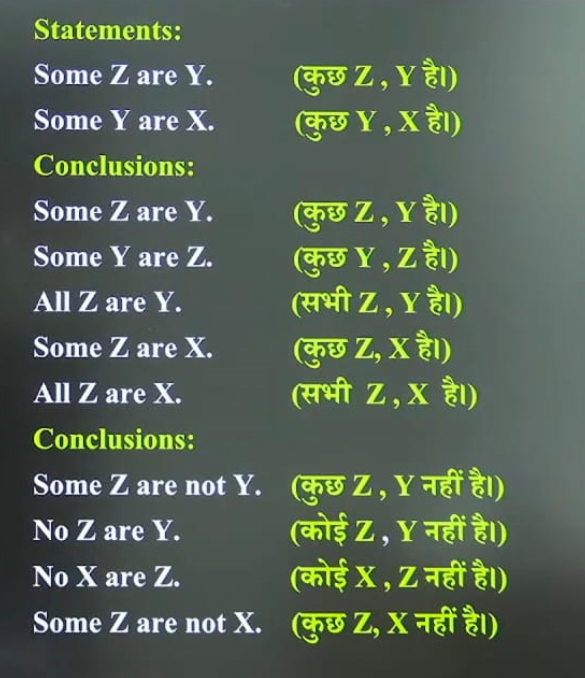 Statements:
Some Z are Y. (कुछ Z , Y है।)
Some Y are X. (कुछ Y , X है।)
Conclusions:
Some Z are Y. (कुछ Z , Y है।)
Some Y are Z. (कुछ Y , Z है।)
All Z are Y. (सभी Z , Y है।)
Some Z are X. (कुछ Z, X है।)
All Z are X. (सभी Z , X है।)
Conclusions:
Some Z are not Y. (कुछ Z , Y नहीं है।)
No Z are Y. (कोई Z , Y नहीं है।)
No X are Z. (कोई X , Z नहीं है।)
Some Z are not X. (कुछ Z, X नहीं है।)